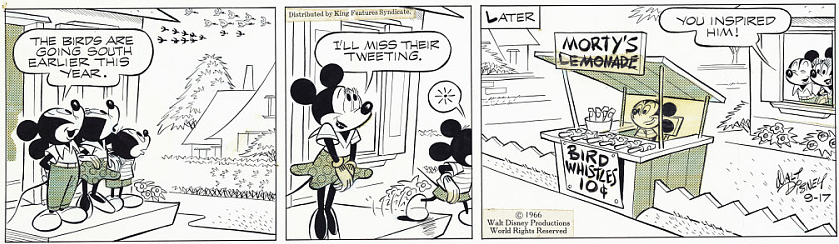 THE BIRDS ARE
GOING SOUTH
EARLIER THIS
YEAR.
Distributed by King Features Syndicate.
I'LL MISS THEIR
TWEETING.
LATER
YOU INSPIRED
HIM!
MORTY'S
LEMONADE
BIRD
WHISTLES
10¢
© 1966
Walt Disney Productions
World Rights Reserved
WALT
DISNEY
9-17